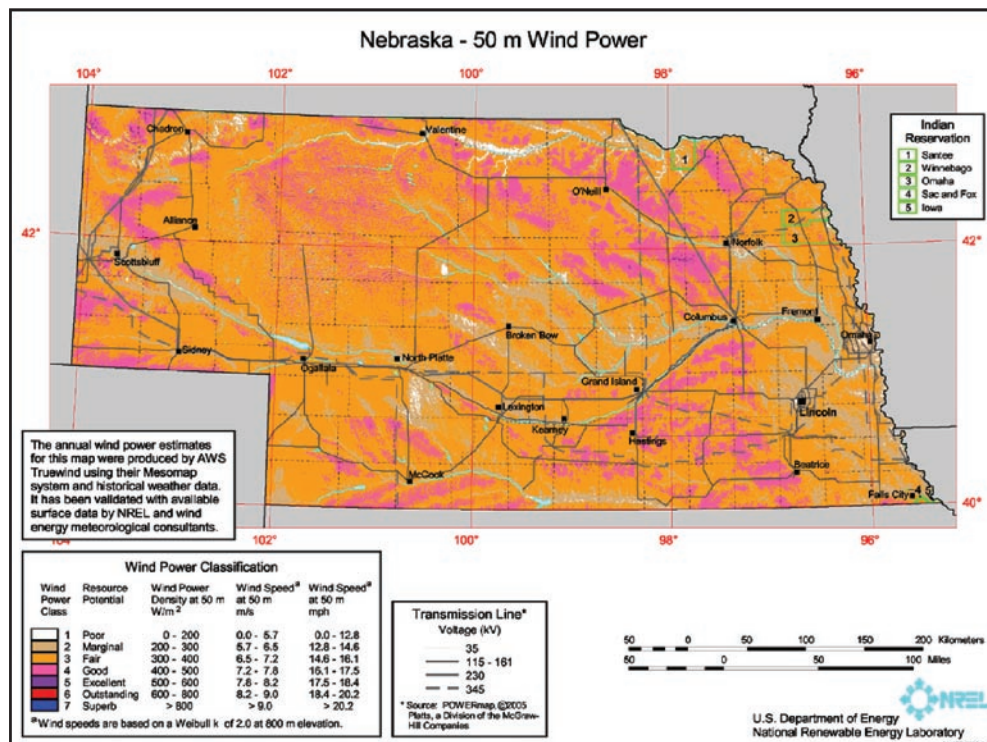 Nebraska - 50 m Wind Power
104°
102°
100°
98°
96°
Chadron
Valentine
Indian
Reservation
1 Santee
2 Winnebago
3 Omaha
4 Sac and Fox
5 Iowa
1
O'Neill
Alliance
2
42°
3
Norfolk
42°
Scottsbluff
Columbus
Fremont
Broken Bow
Omaha
Sidney
Ogallala
North Platte
Grand Island
Lexington
Lincoln
Kearney
Hastings
The annual wind power estimates
for this map were produced by AWS
Truewind using their Mesomap
system and historical weather data.
It has been validated with available
surface data by NREL and wind
energy meteorological consultants.
McCook
Beatrice
Falls City
4
5
40°
40°
104
102°
100°
98°
96°
Wind Power Classification
Wind Power Class Resource Potential Wind Power Density at 50 m W/m2 Wind Speeda at 50 m m/s Wind Speeda at 50 m mph
1 Poor 0 - 200 0.0 - 5.7 0.0 - 12.8
2 Marginal 200 - 300 5.7 - 6.5 12.8 - 14.6
3 Fair 300 - 400 6.5 - 7.2 14.6 - 16.1
4 Good 400 - 500 7.2 - 7.8 16.1 - 17.5
5 Excellent 500 - 600 7.8 - 8.2 17.5 - 18.4
6 Outstanding 600 - 800 8.2 - 9.0 18.4 - 20.2
7 Superb > 800 > 9.0 > 20.2
a Wind speeds are based on a Weibull k of 2.0 at 600 m elevation.
Transmission Line*
Voltage (kV)
35
115 - 161
230
345
* Source: POWERmap, ©2005
Platts, a Division of the McGraw-
Hill Companies
50 0 50 100 150 200 Kilometers
50 0 50 100 Miles
NREL
U.S. Department of Energy
National Renewable Energy Laboratory